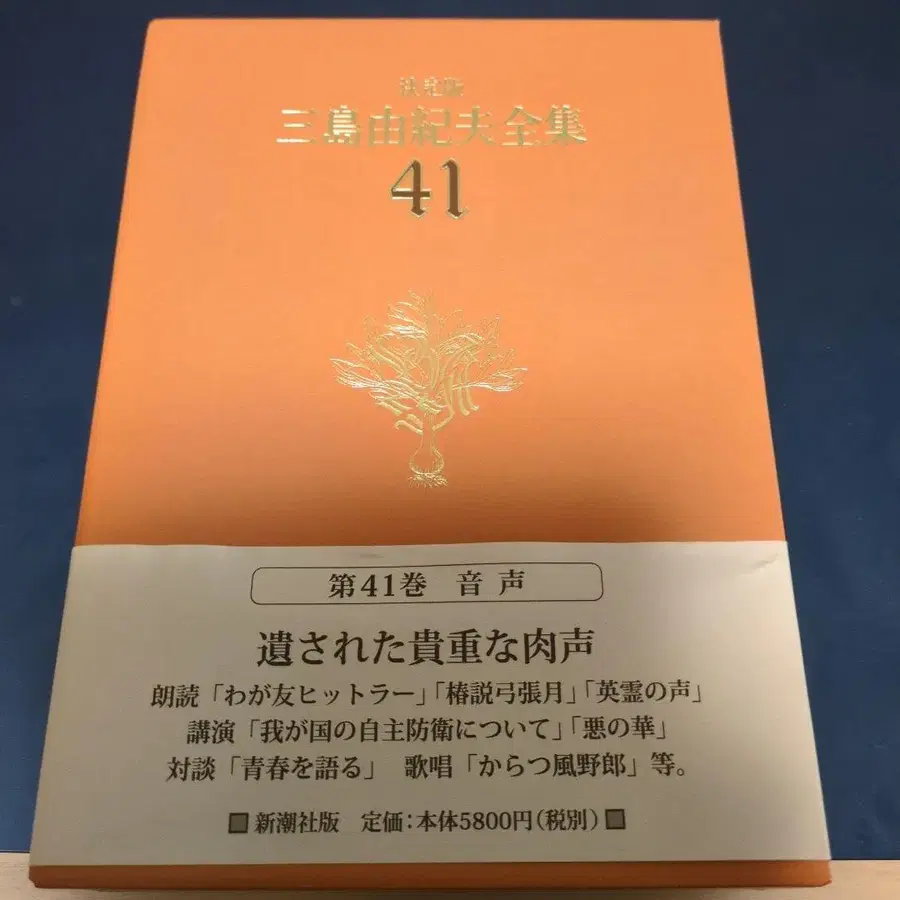 決定版
三島由紀夫全集
41
第41巻 音声
遺された貴重な肉声
朗読「わが友ヒットラー」「椿説弓張月」「英霊の声」
講演「我が国の自主防衛について」「悪の華」
対談「青春を語る」 歌唱「からっ風野郎」等。
新潮社版 定価:本体5800円(税別)